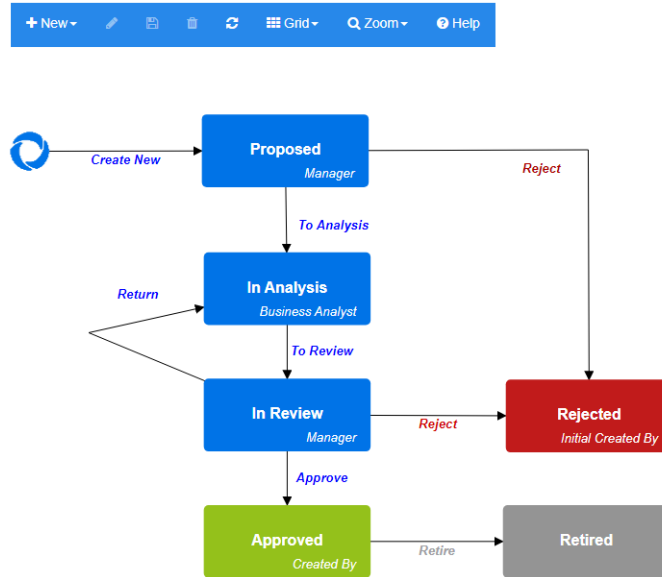 New
Grid
Zoom
Help
Create New
Proposed
Manager
Reject
To Analysis
In Analysis
Business Analyst
Return
To Review
In Review
Manager
Reject
Rejected
Initial Created By
Approve
Approved
Created By
Retire
Retired